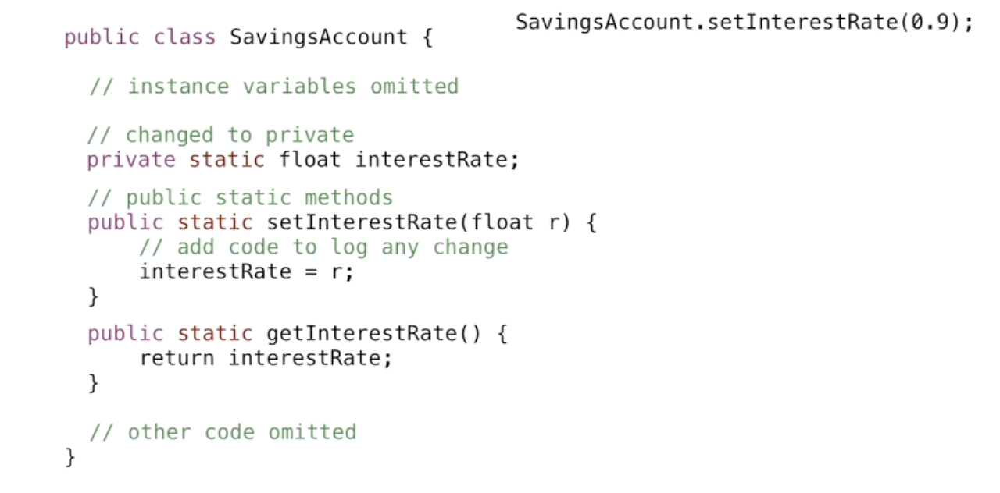 SavingsAccount.setInterestRate(0.9);
public class SavingsAccount {
// instance variables omitted
// changed to private
private static float interestRate;
// public static methods
public static setInterestRate(float r) {
// add code to log any change
interestRate = r;
}
public static getInterestRate() {
return interestRate;
}
// other code omitted
}